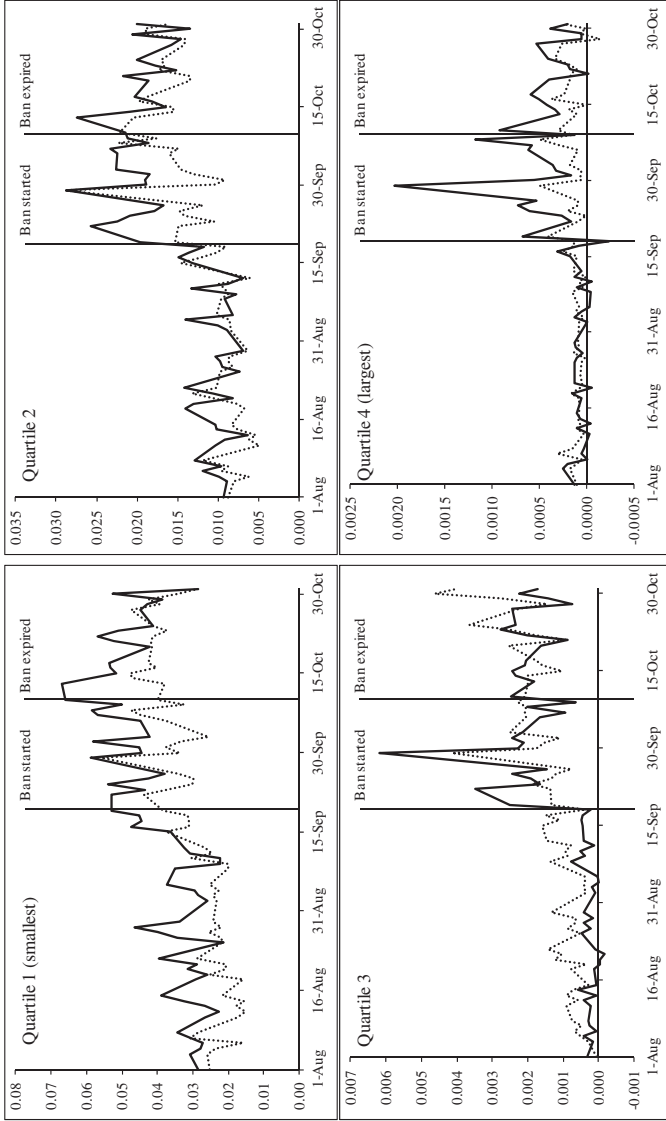 Quartile 1 (smallest)
Ban started
Ban expired
0.08
0.07
0.06
0.05
0.04
0.03
0.02
0.01
0.00
1-Aug
16-Aug
31-Aug
15-Sep
30-Sep
15-Oct
30-Oct
Quartile 2
Ban started
Ban expired
0.035
0.030
0.025
0.020
0.015
0.010
0.005
0.000
1-Aug
16-Aug
31-Aug
15-Sep
30-Sep
15-Oct
30-Oct
Quartile 3
Ban started
Ban expired
0.007
0.006
0.005
0.004
0.003
0.002
0.001
0.000
-0.001
1-Aug
16-Aug
31-Aug
15-Sep
30-Sep
15-Oct
30-Oct
Quartile 4 (largest)
Ban started
Ban expired
0.0025
0.0020
0.0015
0.0010
0.0005
0.0000
-0.0005
1-Aug
16-Aug
31-Aug
15-Sep
30-Sep
15-Oct
30-Oct